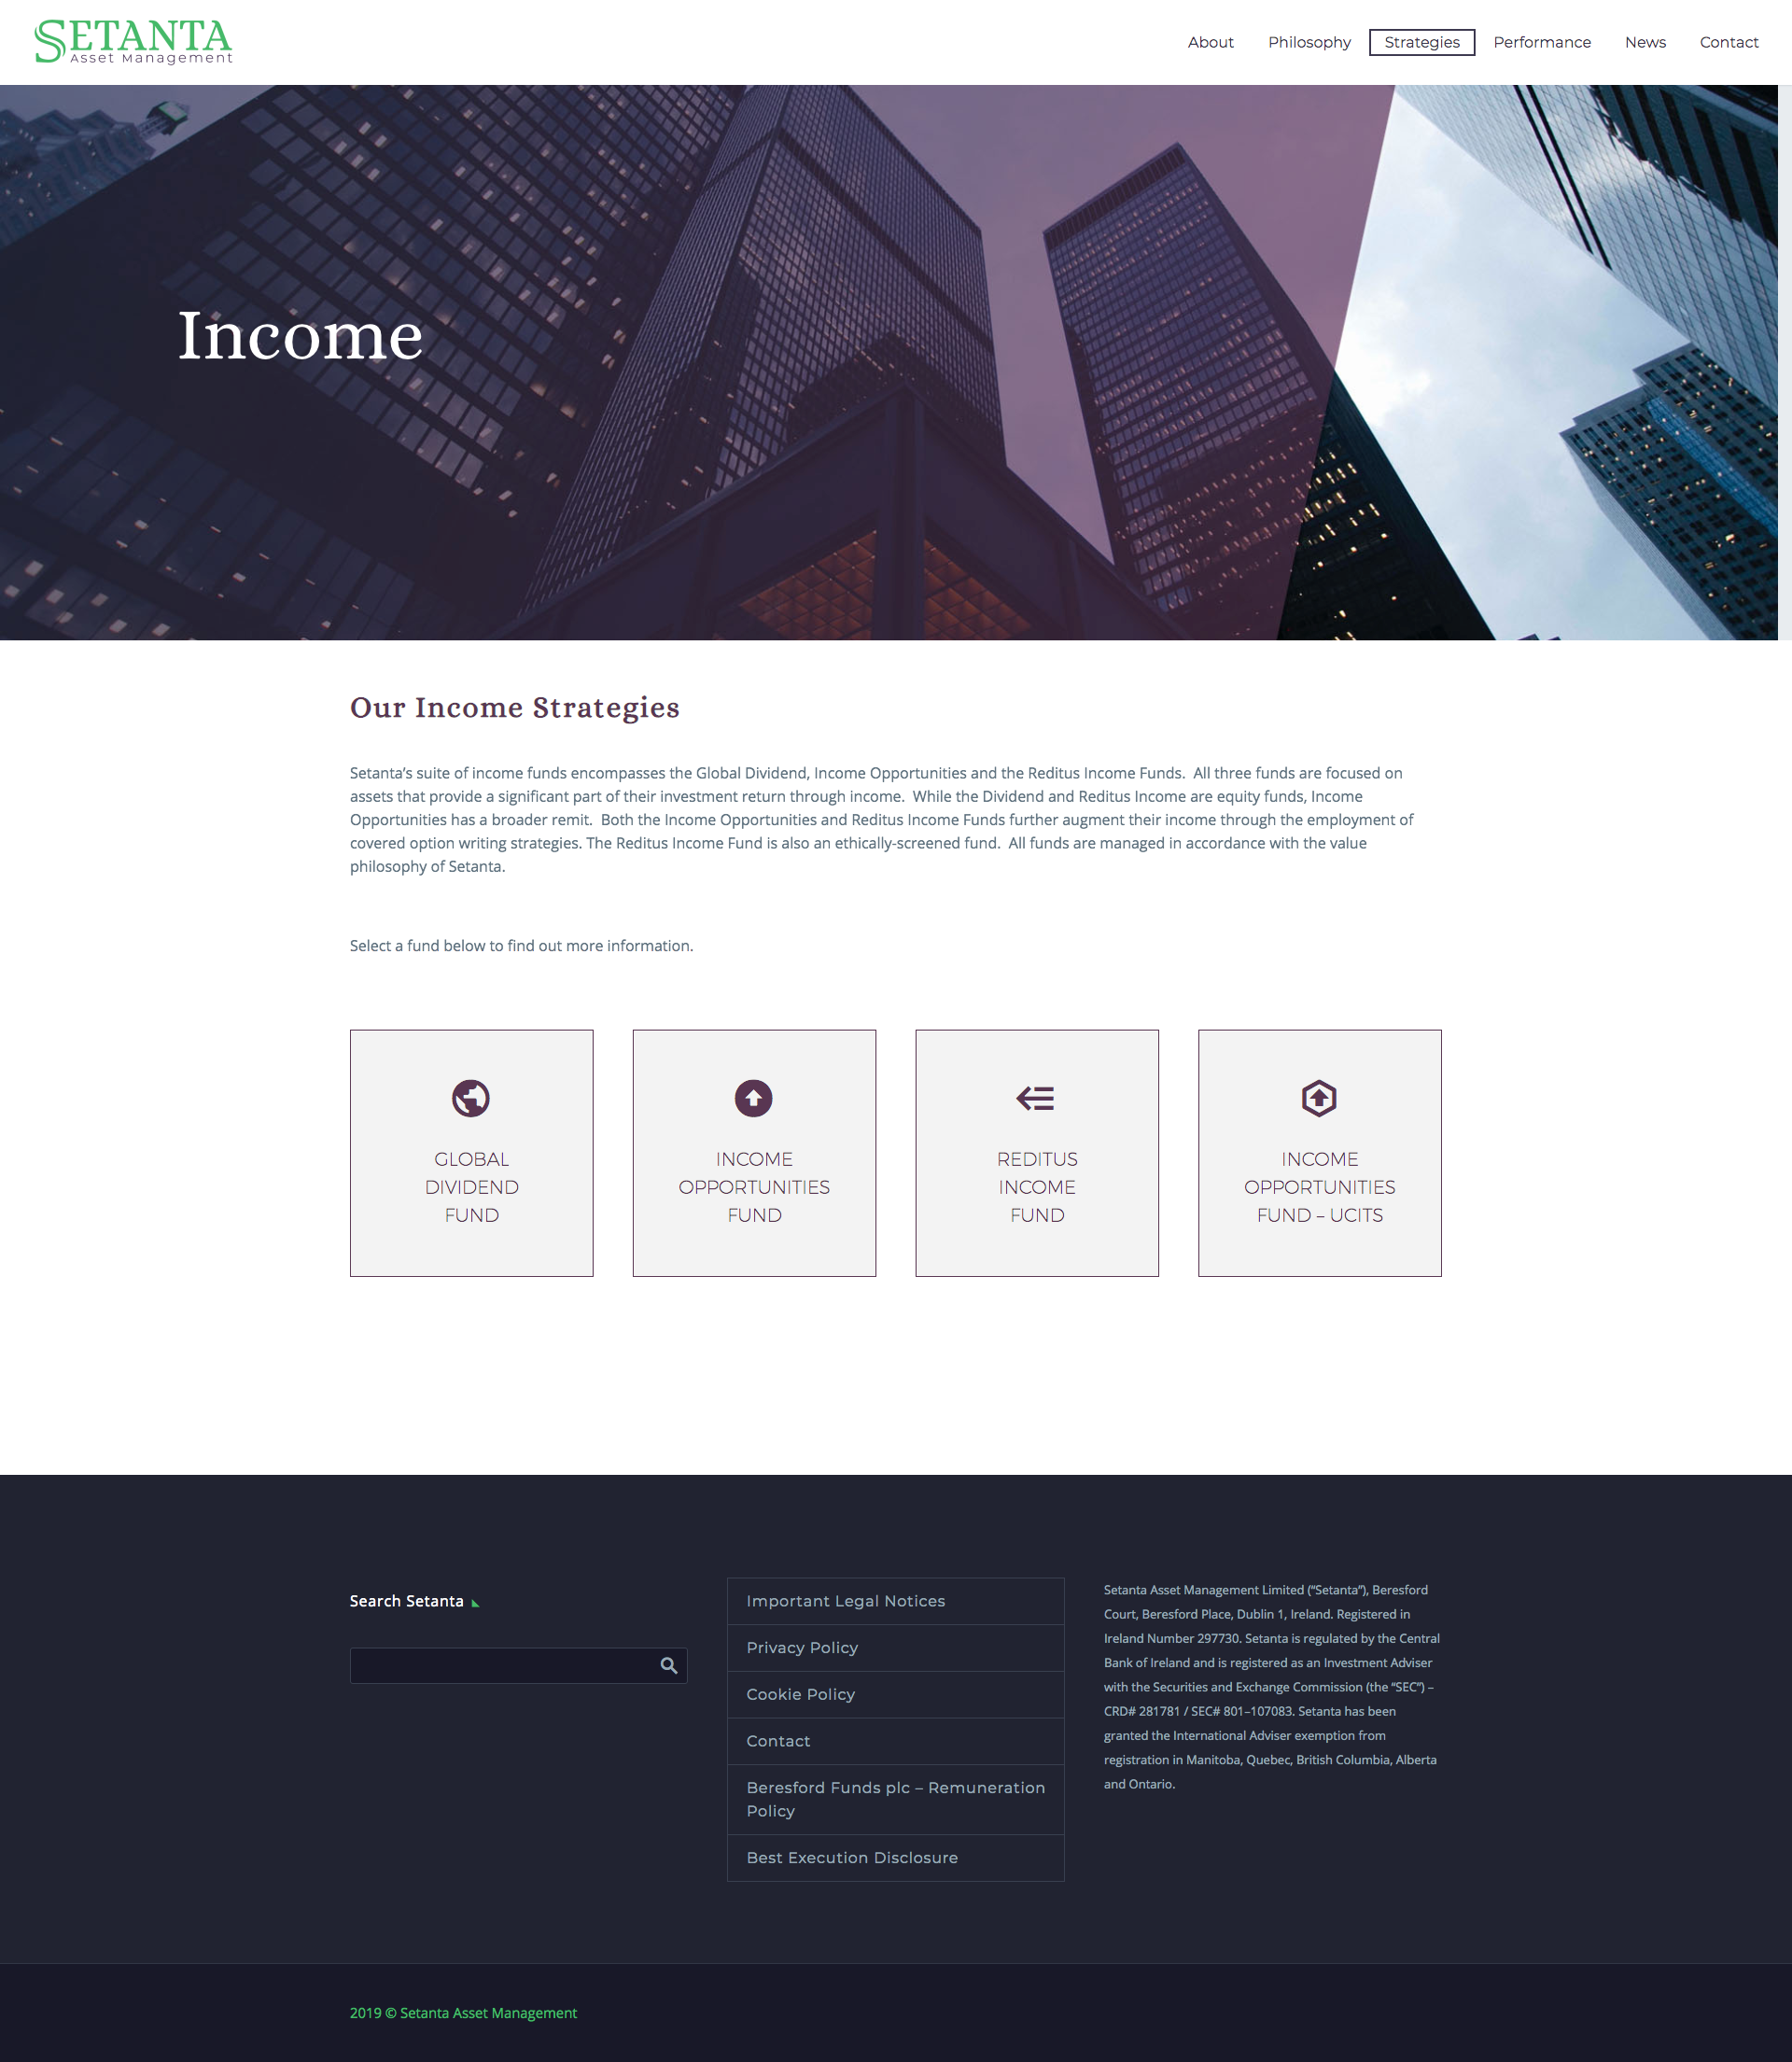 SETANTA
Asset Management
About Philosophy Strategies Performance News Contact
Income
Our Income Strategies
Setanta’s suite of income funds encompasses the Global Dividend, Income Opportunities and the Reditus Income Funds.  All three funds are focused on
assets that provide a significant part of their investment return through income.  While the Dividend and Reditus Income are equity funds, Income
Opportunities has a broader remit.  Both the Income Opportunities and Reditus Income Funds further augment their income through the employment of
covered option writing strategies. The Reditus Income Fund is also an ethically-screened fund.  All funds are managed in accordance with the value
philosophy of Setanta.
Select a fund below to find out more information.
GLOBAL
DIVIDEND
FUND
INCOME
OPPORTUNITIES
FUND
REDITUS
INCOME
FUND
INCOME
OPPORTUNITIES
FUND – UCITS
Search Setanta
Important Legal Notices
Privacy Policy
Cookie Policy
Contact
Beresford Funds plc – Remuneration
Policy
Best Execution Disclosure
Setanta Asset Management Limited (“Setanta”), Beresford
Court, Beresford Place, Dublin 1, Ireland. Registered in
Ireland Number 297730. Setanta is regulated by the Central
Bank of Ireland and is registered as an Investment Adviser
with the Securities and Exchange Commission (the “SEC”) –
CRD# 281781 / SEC# 801–107083. Setanta has been
granted the International Adviser exemption from
registration in Manitoba, Quebec, British Columbia, Alberta
and Ontario.
2019 © Setanta Asset Management